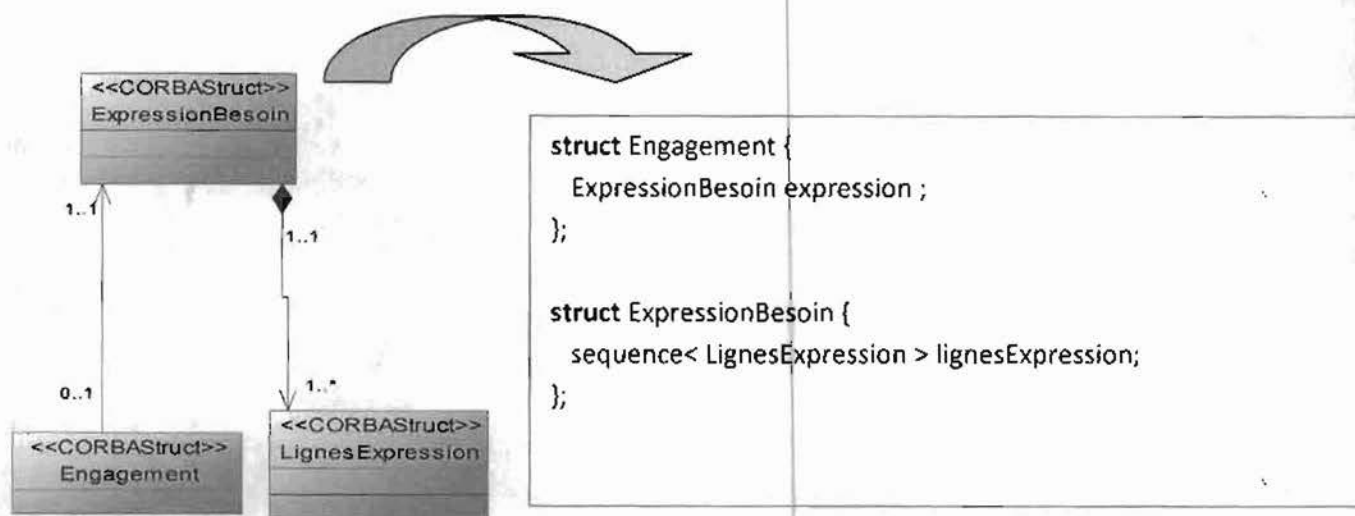 <<CORBAStruct>>
ExpressionBesoin
1..1
1..1
0..1
1..*
<<CORBAStruct>>
Engagement
<<CORBAStruct>>
LignesExpression
struct Engagement {
ExpressionBesoin expression ;
};
struct ExpressionBesoin {
sequence< LignesExpression > lignesExpression;
};